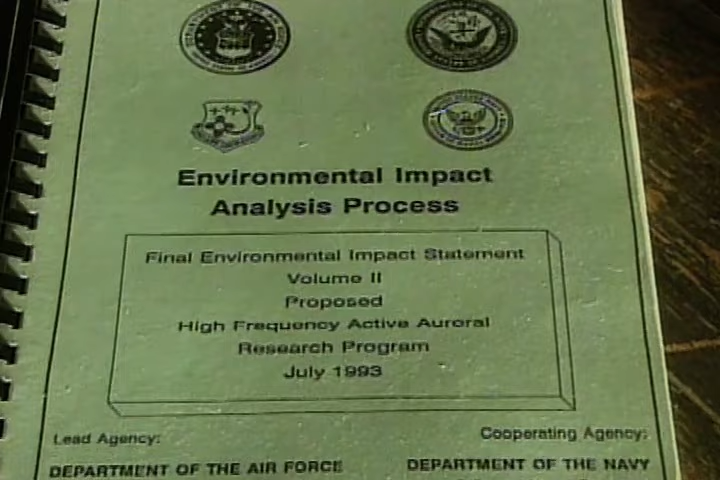 Environmental Impact
Analysis Process
Final Environmental Impact Statement
Volume II
Proposed
High Frequency Active Auroral
Research Program
July 1993
Lead Agency:
Cooperating Agency:
DEPARTMENT OF THE AIR FORCE
DEPARTMENT OF THE NAVY